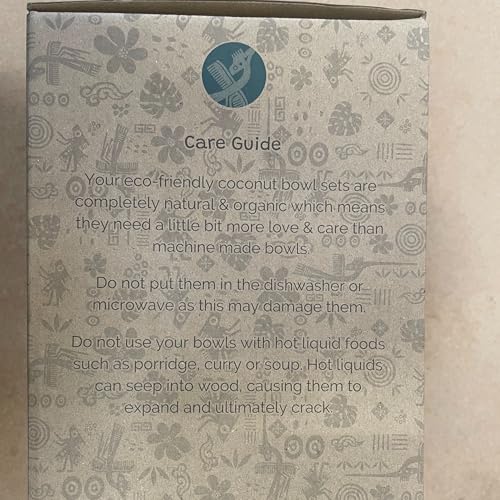 Care Guide
Your eco-friendly coconut bowl sets are
completely natural & organic which means
they need a little bit more love & care than
machine made bowls.
Do not put them in the dishwasher or
microwave as this may damage them.
Do not use your bowls with hot liquid foods
such as porridge, curry or soup. Hot liquids
can seep into wood, causing them to
expand and ultimately crack.